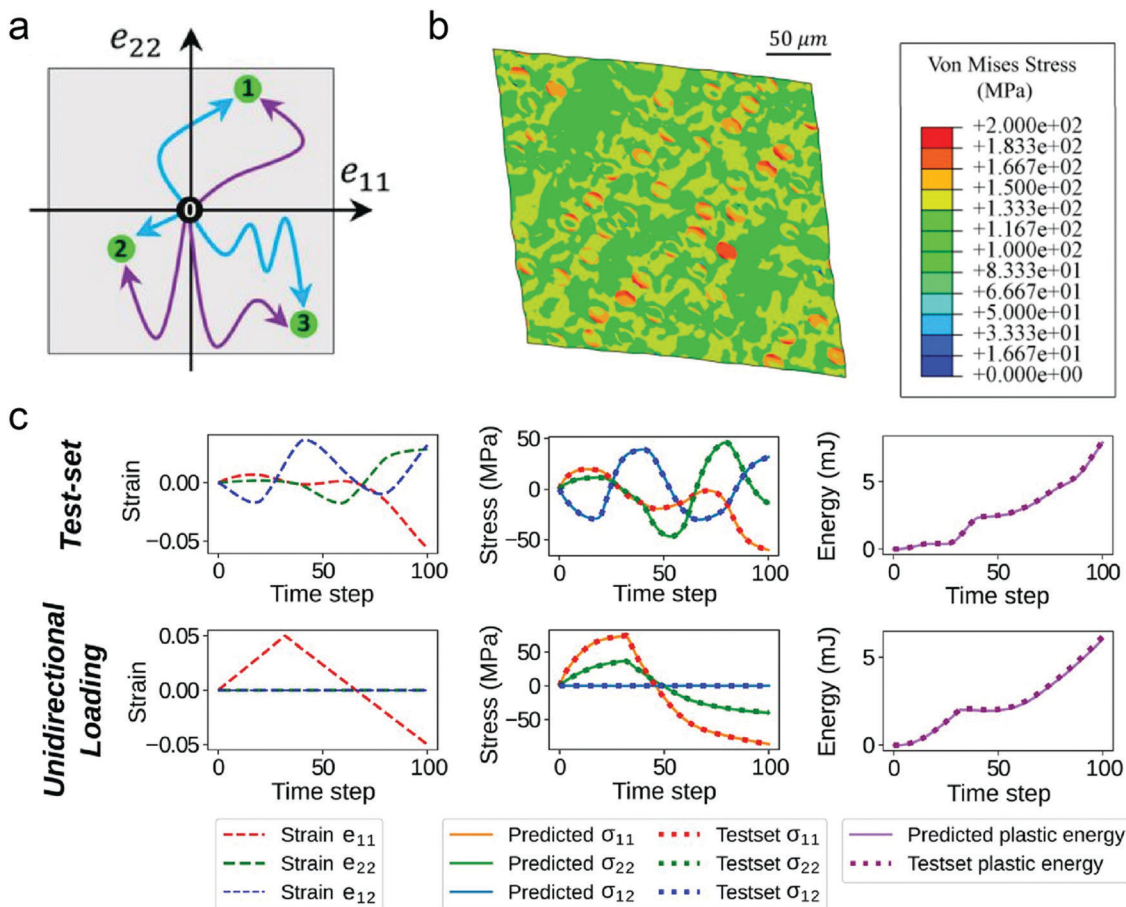 a
e22
1
e11
0
2
3
b
50 μm
Von Mises Stress
(MPa)
+2.000e+02
+1.833e+02
+1.667e+02
+1.500e+02
+1.333e+02
+1.167e+02
+1.000e+02
+8.333e+01
+6.667e+01
+5.000e+01
+3.333e+01
+1.667e+01
+0.000e+00
c
Test-set
Strain
0.00
−0.05
0
50
100
Time step
Stress (MPa)
50
0
−50
0
50
100
Time step
Energy (mJ)
5
0
0
50
100
Time step
Unidirectional
Loading
Strain
0.05
0.00
−0.05
0
50
100
Time step
Stress (MPa)
50
0
−50
0
50
100
Time step
Energy (mJ)
5
0
0
50
100
Time step
Strain e11
Strain e22
Strain e12
Predicted σ11
Predicted σ22
Predicted σ12
Testset σ11
Testset σ22
Testset σ12
Predicted plastic energy
Testset plastic energy